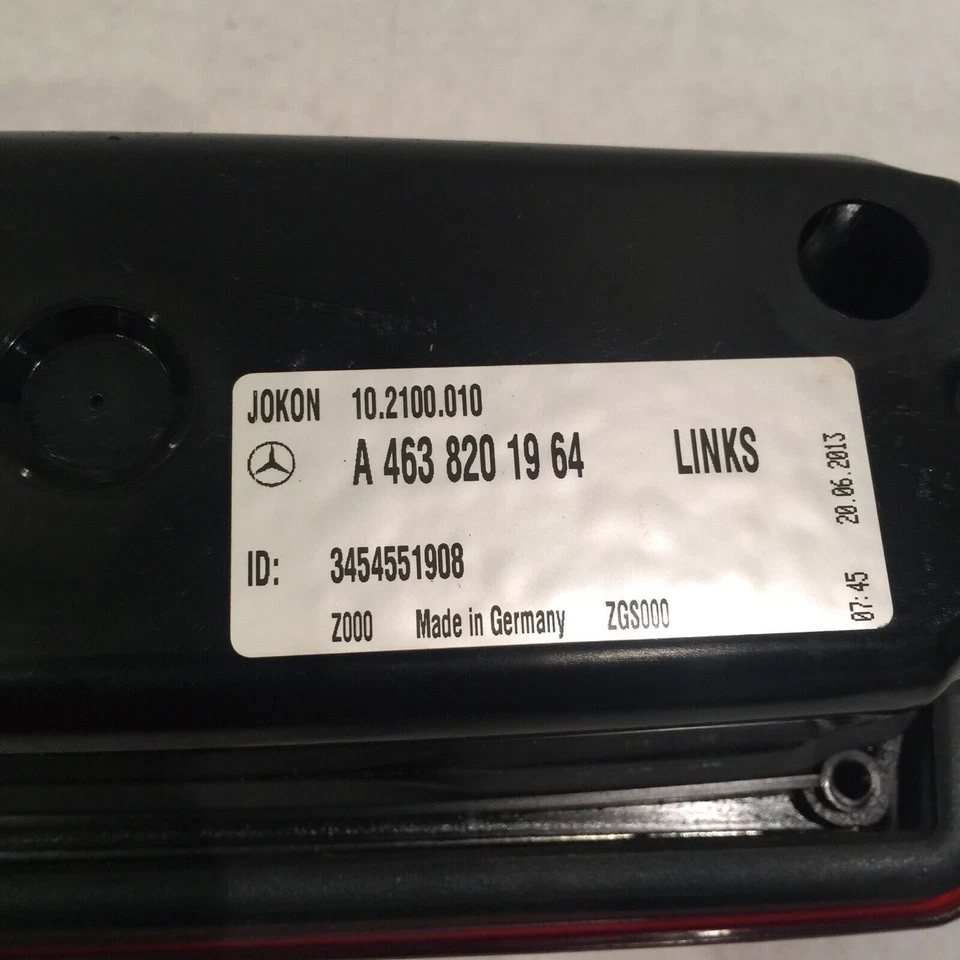 JOKON 10.2100.010
A 463 820 19 64 LINKS
ID: 3454551908
Z000 Made in Germany ZGS000
07:45 20.06.2013